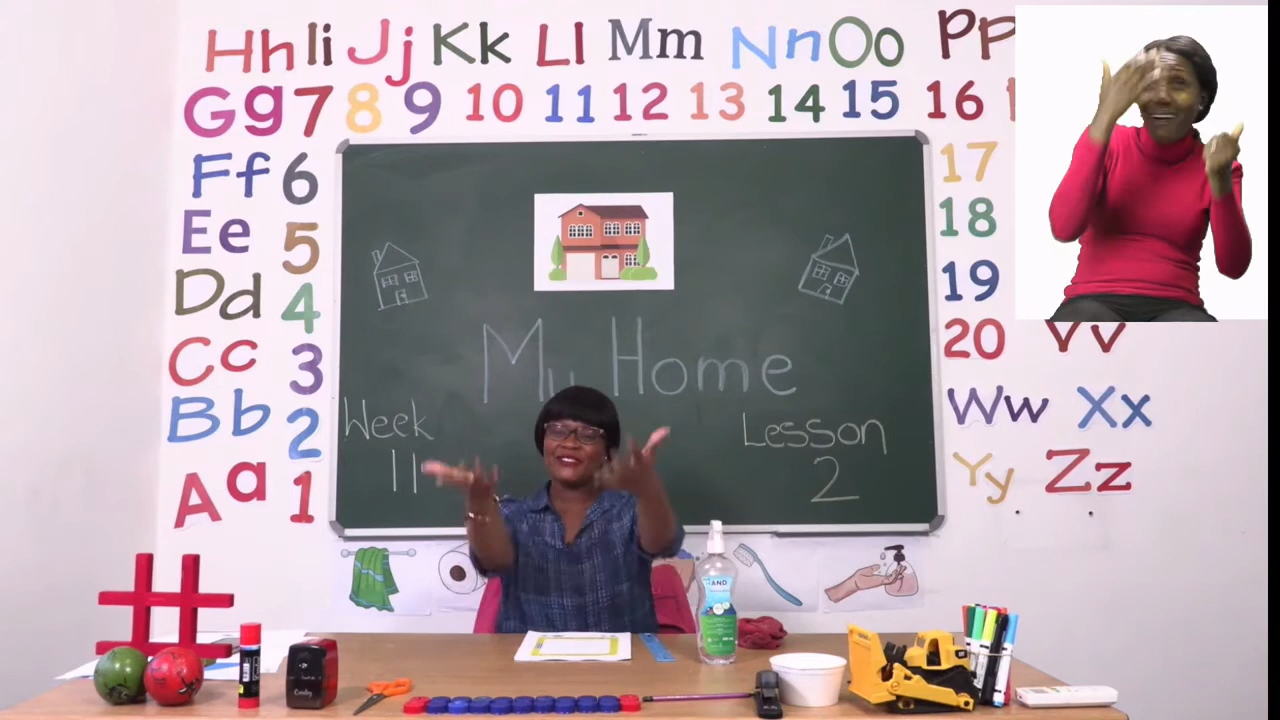 Hh Ii Jj Kk Ll Mm Nn Oo Pp
Gg 7 8 9 10 11 12 13 14 15 16
Ff 6
17
Ee 5
18
Dd 4
19
Cc 3
20
Vv
My Home
Bb 2
Week
11
Lesson
2
Ww Xx
Aa 1
Yy Zz
HAND